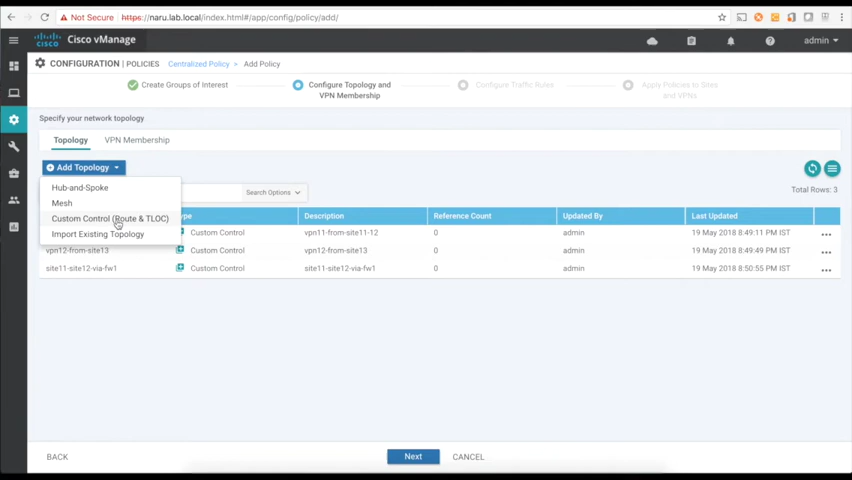 Not Secure https://naru.lab.local/index.html#/app/config/policy/add/
CISCO Cisco vManage admin
CONFIGURATION | POLICIES Centralized Policy > Add Policy
Create Groups of Interest
Configure Topology and
VPN Membership
Configure Traffic Rules
Apply Policies to Sites
and VPNs
Specify your network topology
Topology VPN Membership
Add Topology
Hub-and-Spoke
Mesh
Custom Control (Route & TLOC)
Import Existing Topology
Search Options
Total Rows: 3
Description Reference Count Updated By Last Updated
Custom Control vpn11-from-site11-12 0 admin 19 May 2018 8:49:11 PM IST
vpn12-from-site13 Custom Control vpn12-from-site13 0 admin 19 May 2018 8:49:49 PM IST
site11-site12-via-fw1 Custom Control site11-site12-via-fw1 0 admin 19 May 2018 8:50:55 PM IST
BACK Next CANCEL